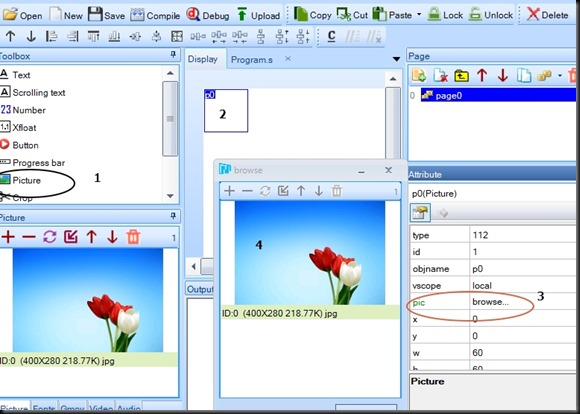 Open New Save Compile Debug Upload Copy Cut Paste Lock Unlock Delete
Toolbox
Text
Scrolling text
Number
Xfloat
Button
Progress bar
Picture
Crop
1
Picture
1
ID:0 (400X280 218.77K) jpg
Picture Fonts Gmov Video Audio
Display Program.s
p0
2
Output
browse
1
4
ID:0 (400X280 218.77K) jpg
Page
0 page0
Attribute
p0(Picture)
type 112
id 1
objname p0
vscope local
pic browse...
3
x 0
y 0
w 60
h 60
Picture